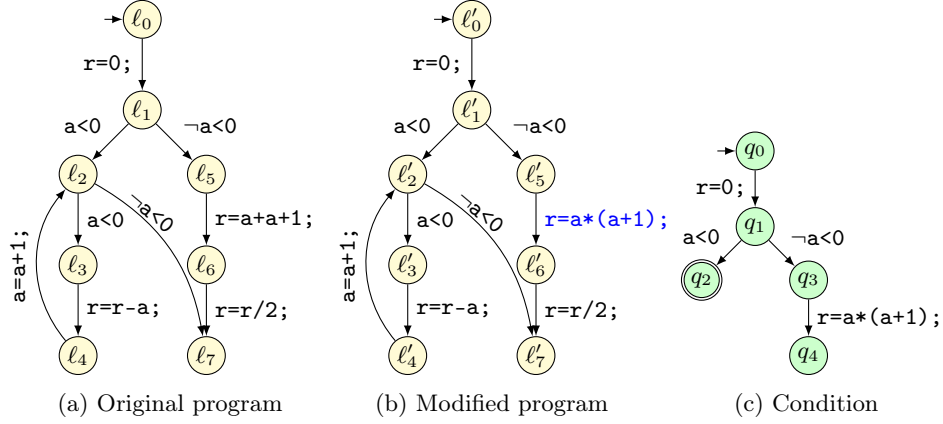 ℓ0
r=0;
ℓ1
a<0
¬a<0
ℓ2
ℓ5
a<0
¬a<0
r=a+a+1;
a=a+1;
ℓ3
ℓ6
r=r-a;
r=r/2;
ℓ4
ℓ7
(a) Original program
ℓ′0
r=0;
ℓ′1
a<0
¬a<0
ℓ′2
ℓ′5
a<0
¬a<0
r=a*(a+1);
a=a+1;
ℓ′3
ℓ′6
r=r-a;
r=r/2;
ℓ′4
ℓ′7
(b) Modified program
q0
r=0;
q1
a<0
¬a<0
q2
q3
r=a*(a+1);
q4
(c) Condition